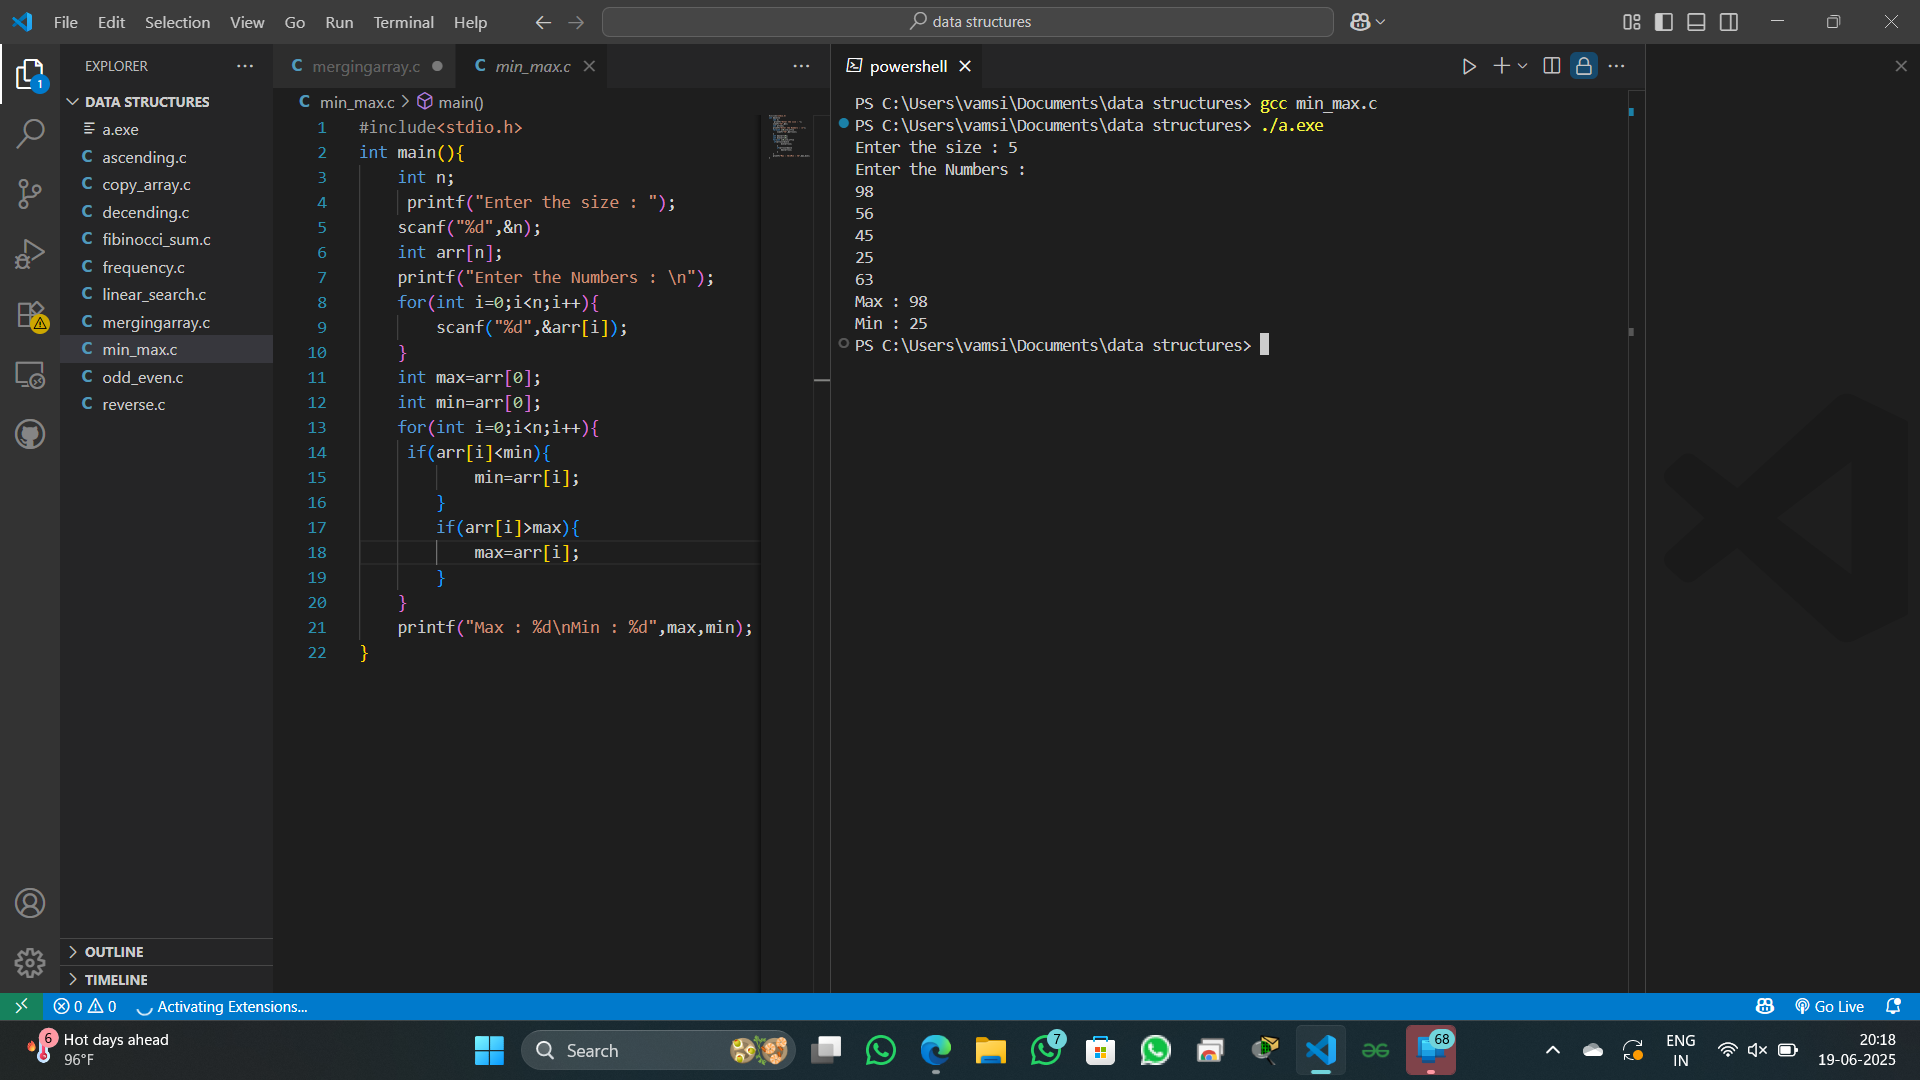 File Edit Selection View Go Run Terminal Help
data structures
EXPLORER
DATA STRUCTURES
a.exe
C ascending.c
C copy_array.c
C decending.c
C fibinocci_sum.c
C frequency.c
C linear_search.c
C mergingarray.c
C min_max.c
C odd_even.c
C reverse.c
OUTLINE
TIMELINE
1
C mergingarray.c
C min_max.c
C min_max.c > main()
1 #include<stdio.h>
2 int main(){
3 int n;
4 printf("Enter the size : ");
5 scanf("%d",&n);
6 int arr[n];
7 printf("Enter the Numbers : \n");
8 for(int i=0;i<n;i++){
9 scanf("%d",&arr[i]);
10 }
11 int max=arr[0];
12 int min=arr[0];
13 for(int i=0;i<n;i++){
14 if(arr[i]<min){
15 min=arr[i];
16 }
17 if(arr[i]>max){
18 max=arr[i];
19 }
20 }
21 printf("Max : %d\nMin : %d",max,min);
22 }
powershell
PS C:\Users\vamsi\Documents\data structures> gcc min_max.c
PS C:\Users\vamsi\Documents\data structures> ./a.exe
Enter the size : 5
Enter the Numbers :
98
56
45
25
63
Max : 98
Min : 25
PS C:\Users\vamsi\Documents\data structures>
0 0 Activating Extensions...
Go Live
6
Hot days ahead
96°F
Search
7
68
ENG
IN
20:18
19-06-2025